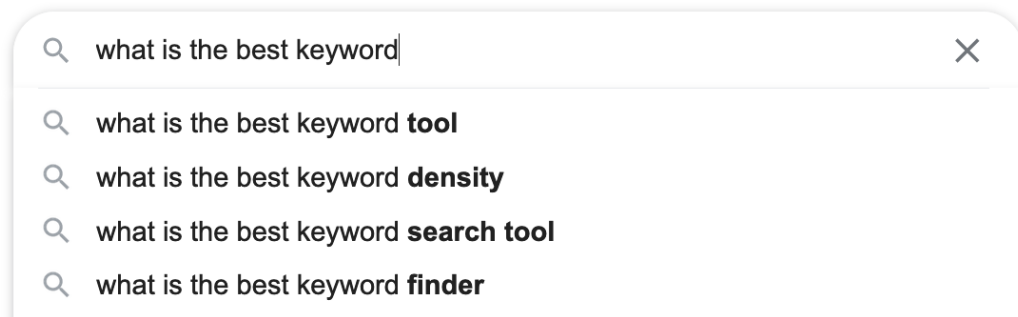 what is the best keyword
what is the best keyword tool
what is the best keyword density
what is the best keyword search tool
what is the best keyword finder